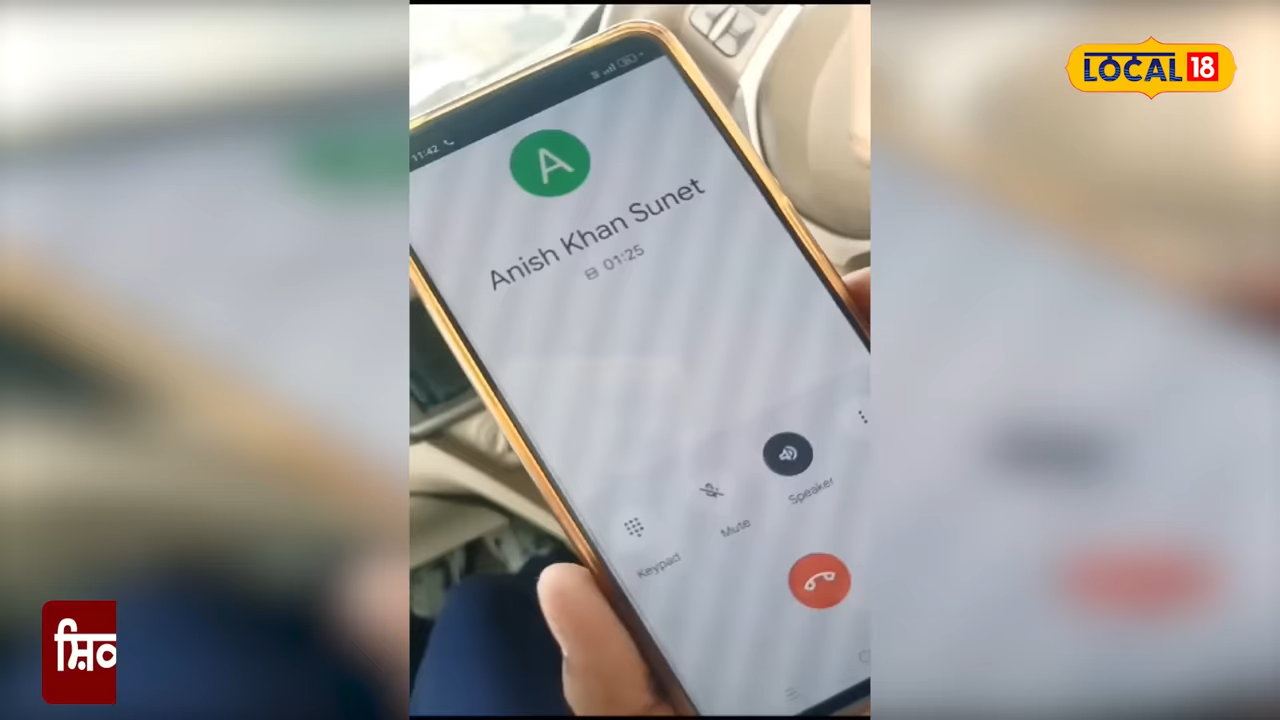 LOCAL 18
11:42
A
Anish Khan Sunet
01:25
Speaker
Mute
Keypad